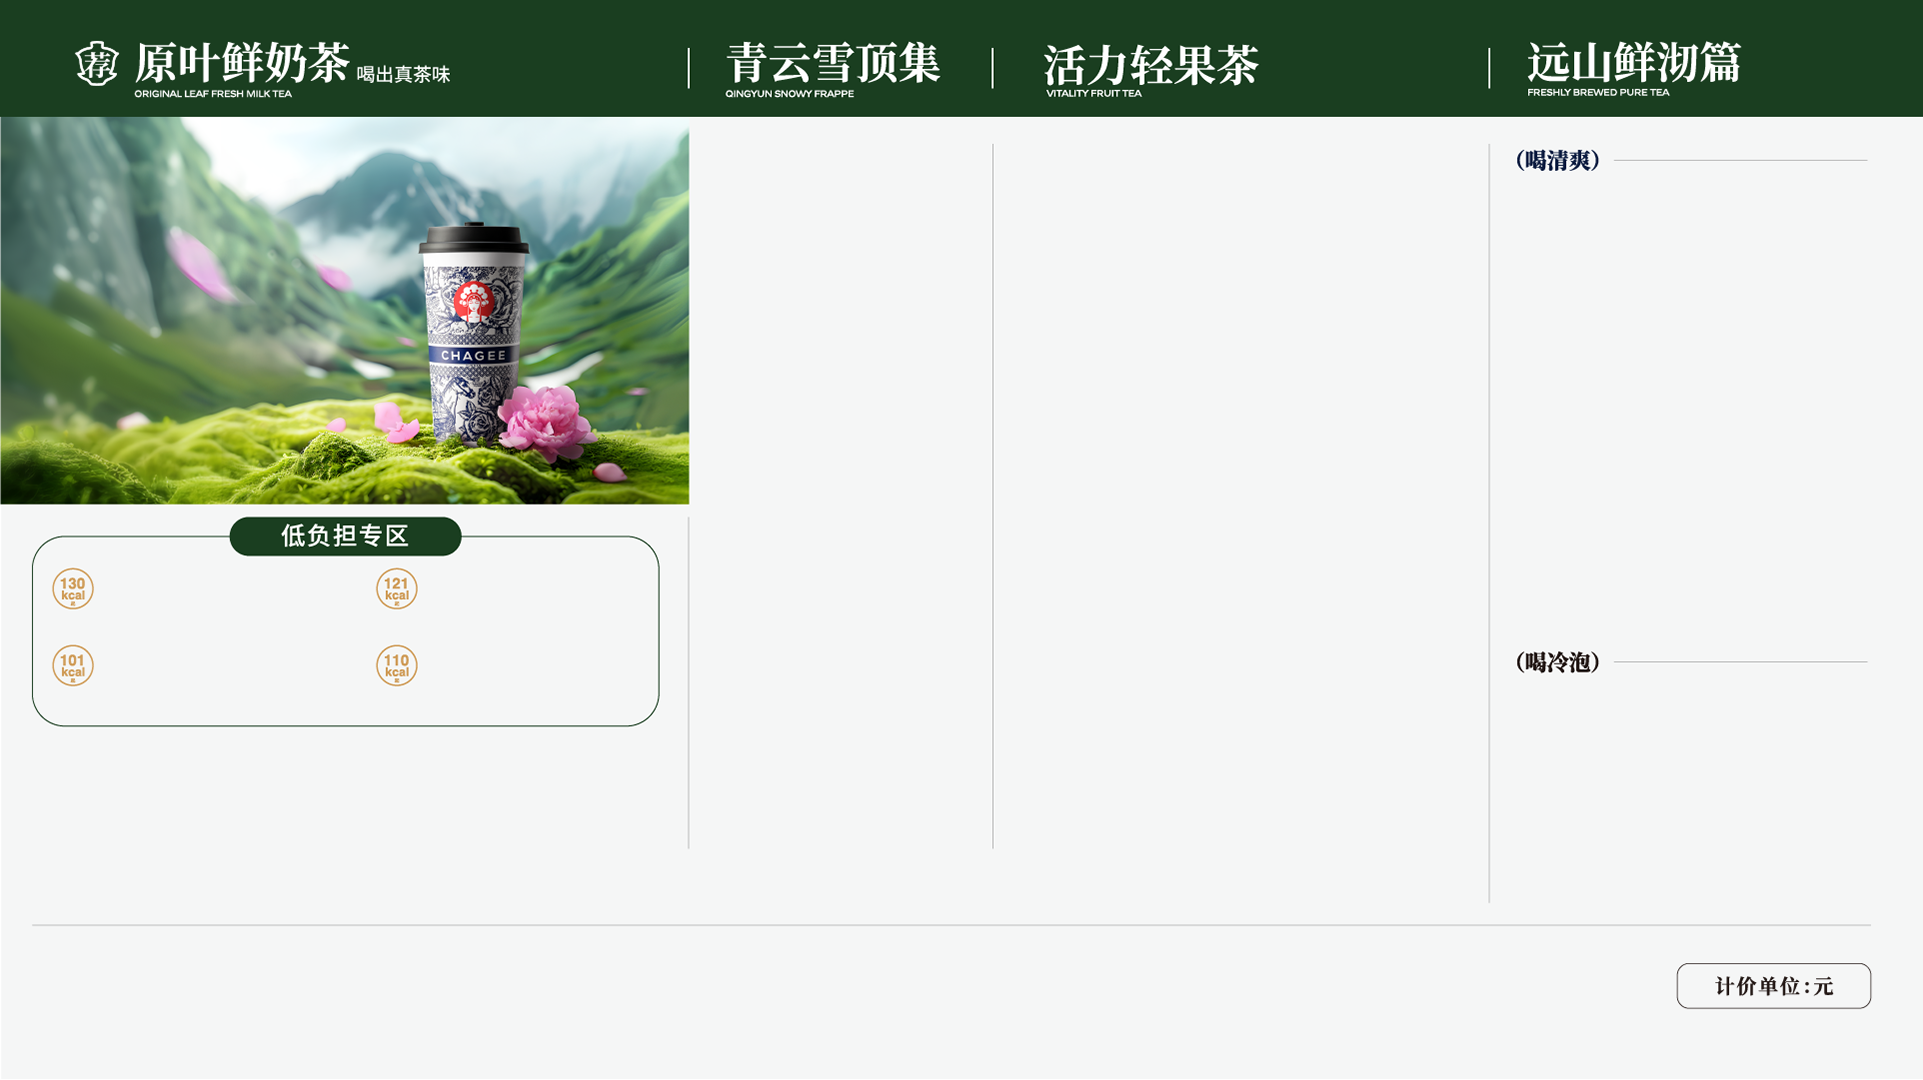 荐
原叶鲜奶茶 喝出真茶味
ORIGINAL LEAF FRESH MILK TEA
青云雪顶集
QINGYUN SNOWY FRAPPE
活力轻果茶
VITALITY FRUIT TEA
远山鲜沏篇
FRESHLY BREWED PURE TEA
CHAGEE
低负担专区
130
kcal
121
kcal
101
kcal
110
kcal
(喝清爽)
(喝冷泡)
计价单位:元